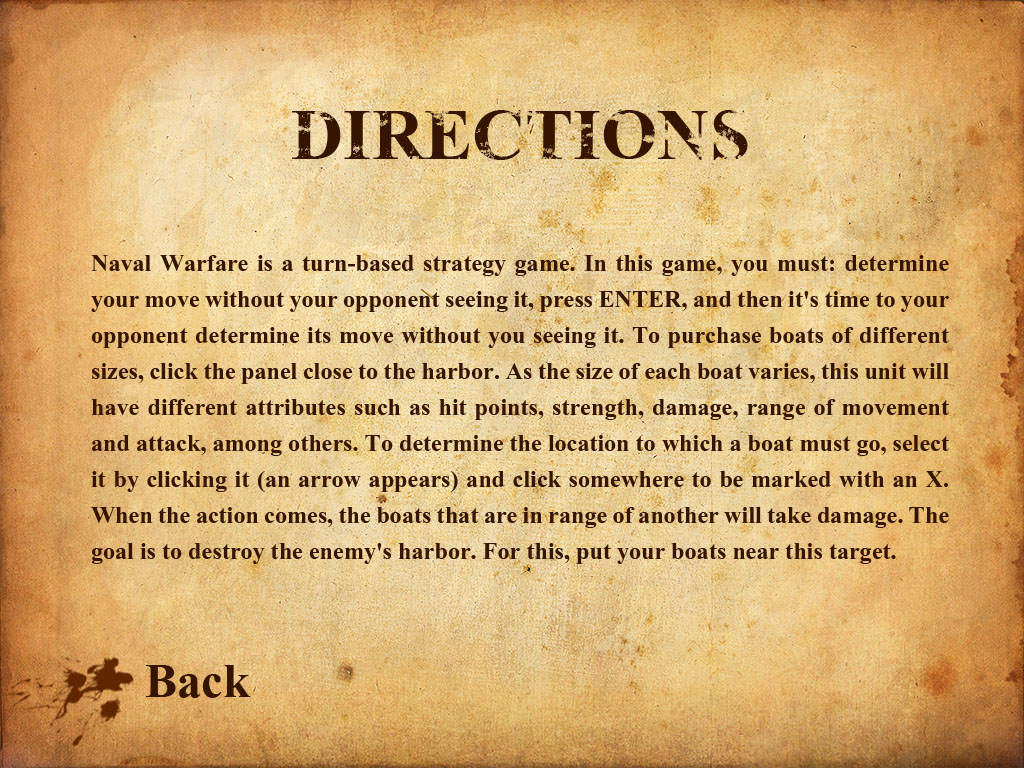 DIRECTIONS
Naval Warfare is a turn-based strategy game. In this game, you must: determine
your move without your opponent seeing it, press ENTER, and then it's time to your
opponent determine its move without you seeing it. To purchase boats of different
sizes, click the panel close to the harbor. As the size of each boat varies, this unit will
have different attributes such as hit points, strength, damage, range of movement
and attack, among others. To determine the location to which a boat must go, select
it by clicking it (an arrow appears) and click somewhere to be marked with an X.
When the action comes, the boats that are in range of another will take damage. The
goal is to destroy the enemy's harbor. For this, put your boats near this target.
Back